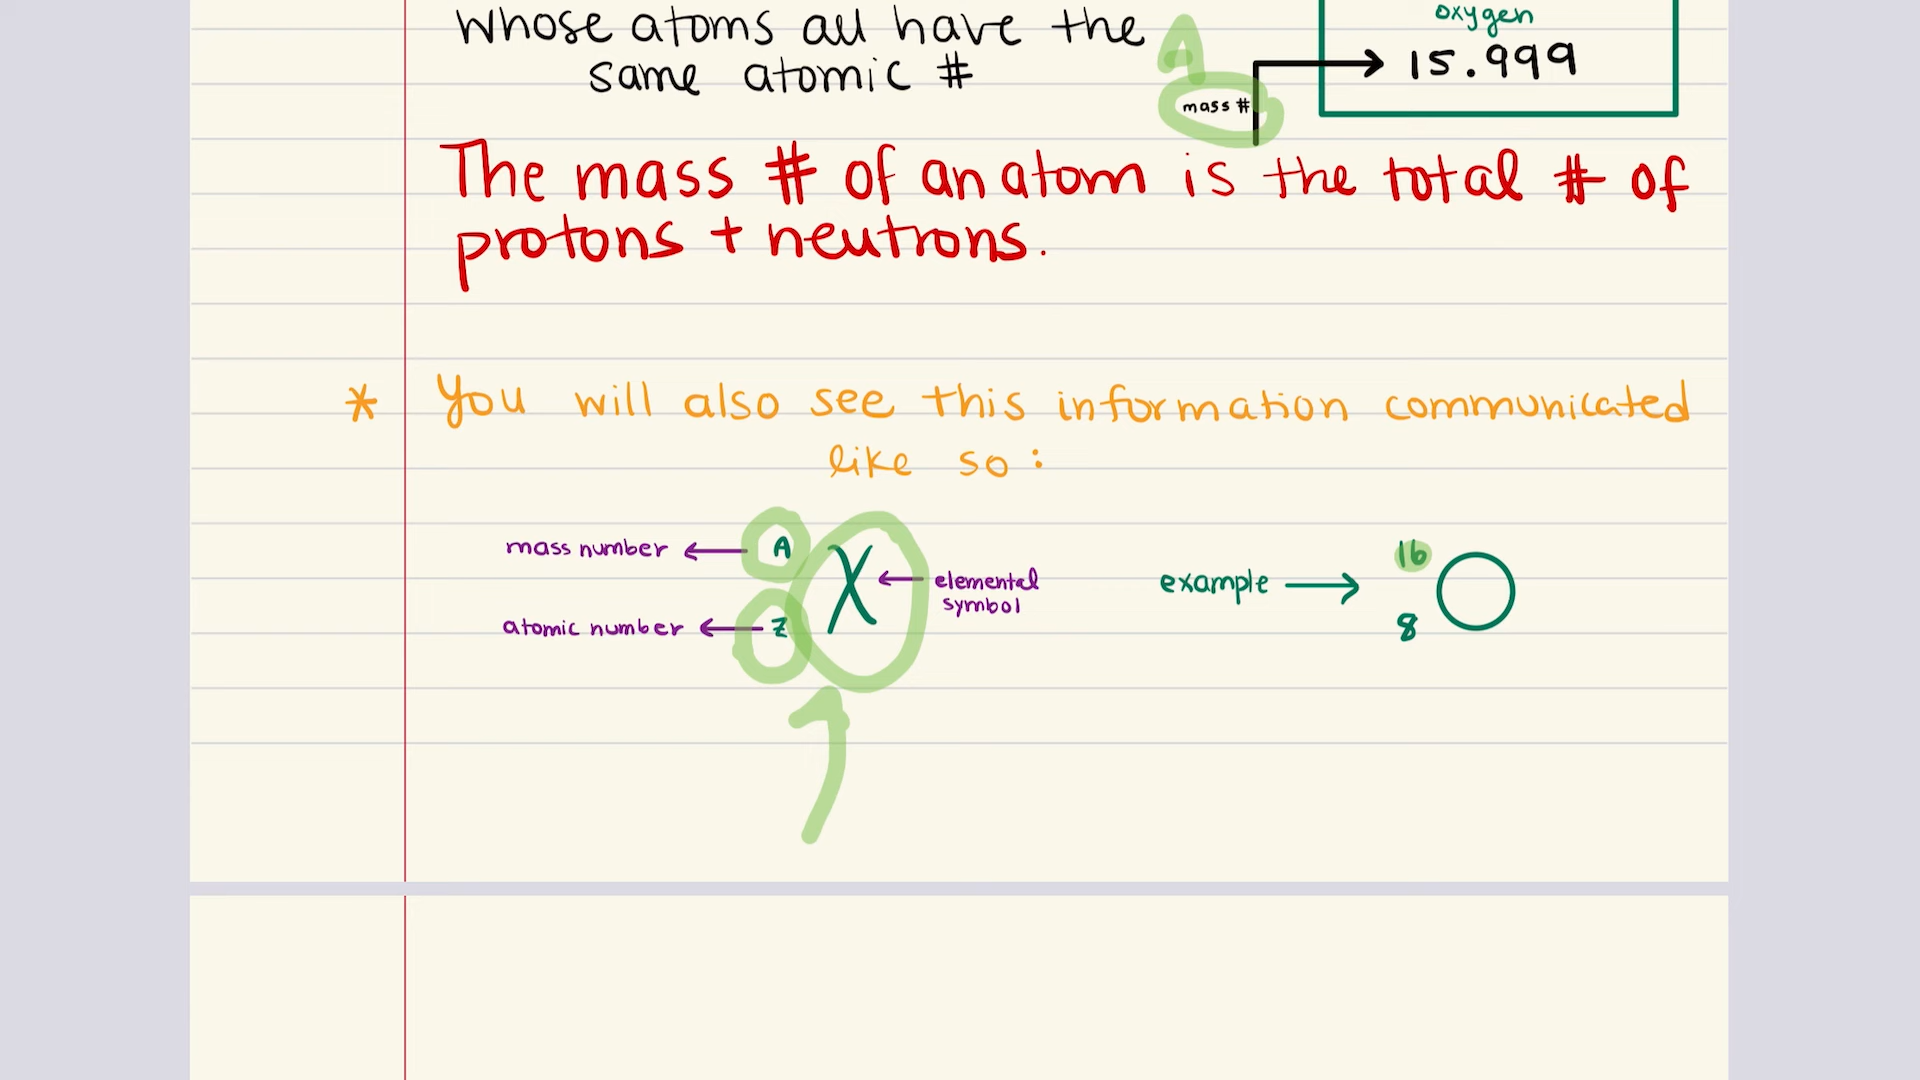 whose atoms all have the
same atomic #
oxygen
15.999
A
mass #
The mass # of an atom is the total # of
protons + neutrons.
* You will also see this information communicated
like so:
mass number ← A
X ← elemental
symbol
atomic number ← Z
example → 16
8
O